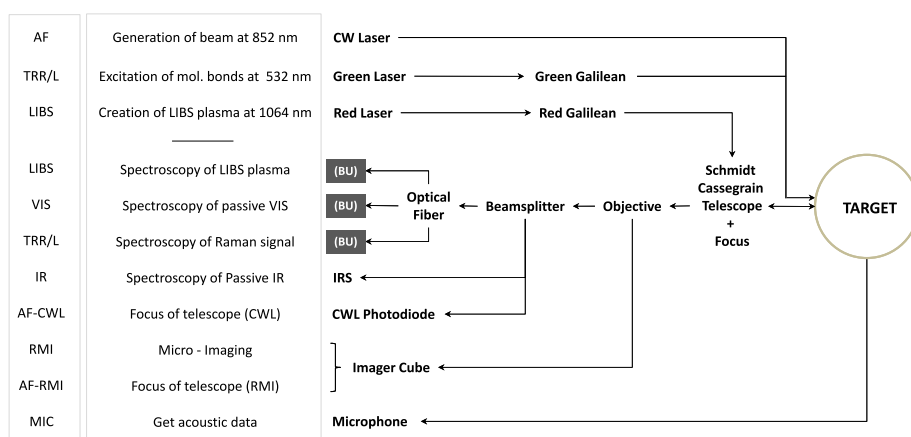 AF Generation of beam at 852 nm CW Laser
TRR/L Excitation of mol. bonds at 532 nm Green Laser Green Galilean
LIBS Creation of LIBS plasma at 1064 nm Red Laser Red Galilean
LIBS Spectroscopy of LIBS plasma (BU)
VIS Spectroscopy of passive VIS (BU)
TRR/L Spectroscopy of Raman signal (BU)
Optical
Fiber
Beamsplitter
Objective
Schmidt
Cassegrain
Telescope
+
Focus
TARGET
IR Spectroscopy of Passive IR IRS
AF-CWL Focus of telescope (CWL) CWL Photodiode
RMI Micro - Imaging
Imager Cube
AF-RMI Focus of telescope (RMI)
MIC Get acoustic data Microphone